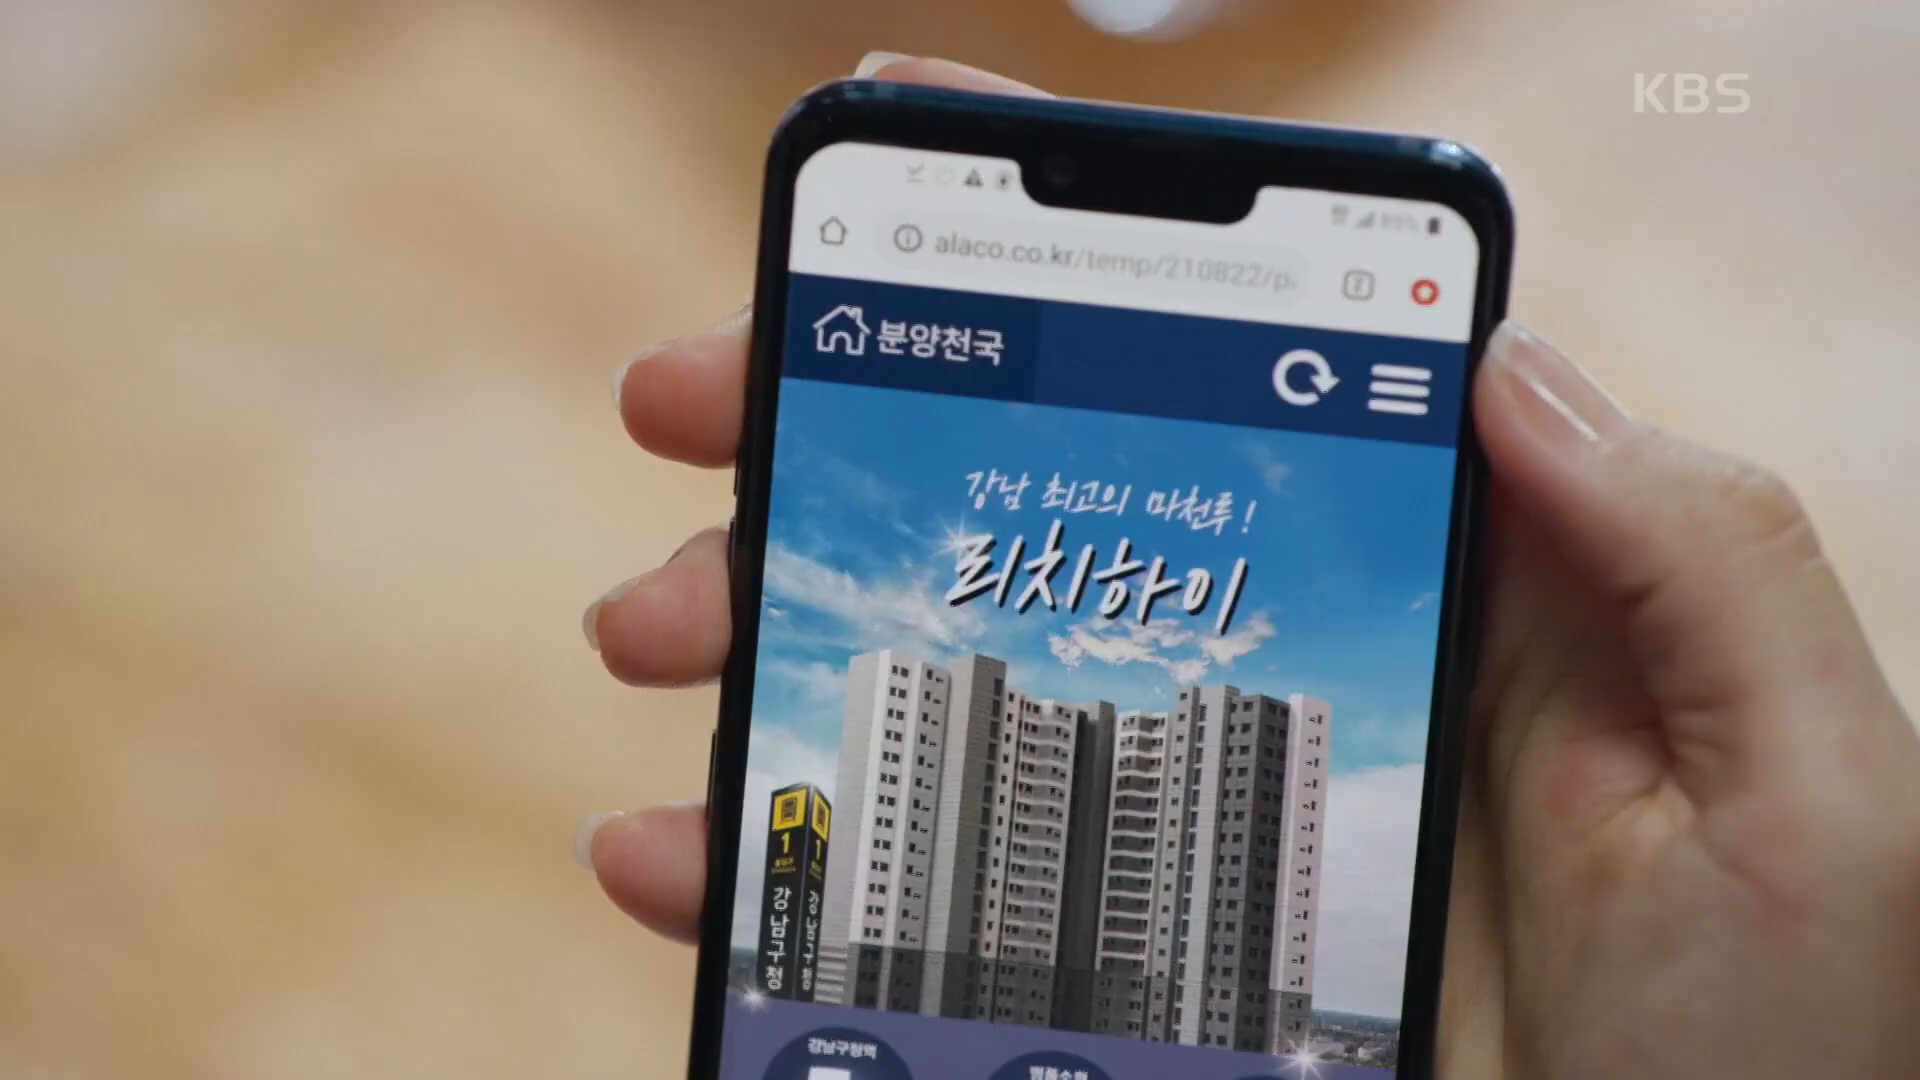 KBS
alaco.co.kr/temp/210822/p
분양천국
강남 최고의 마천루!
리치하이
1
1
강남구청
강남구청
강남구청역